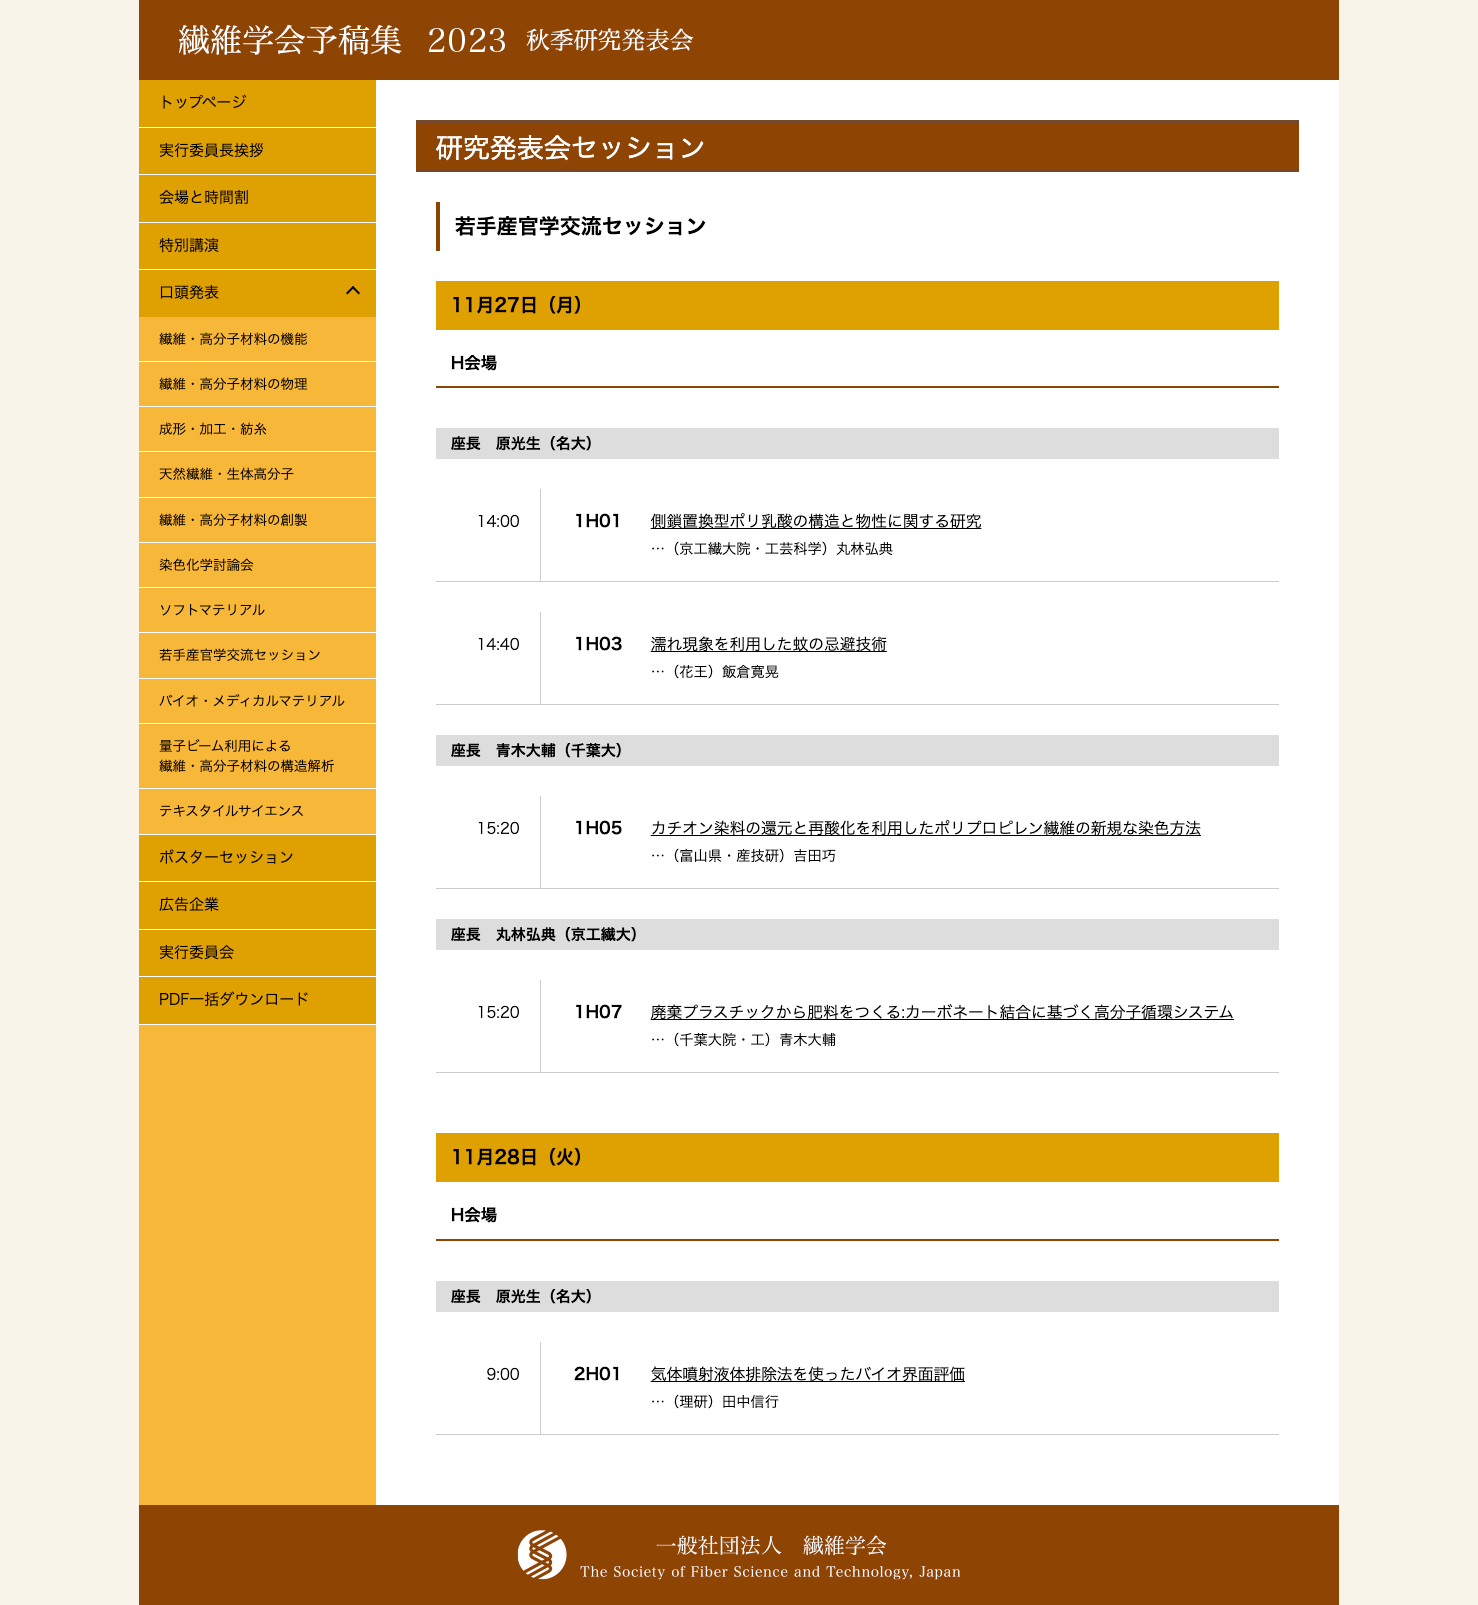 繊維学会予稿集 2023 秋季研究発表会
トップページ
実行委員長挨拶
会場と時間割
特別講演
口頭発表
繊維・高分子材料の機能
繊維・高分子材料の物理
成形・加工・紡糸
天然繊維・生体高分子
繊維・高分子材料の創製
染色化学討論会
ソフトマテリアル
若手産官学交流セッション
バイオ・メディカルマテリアル
量子ビーム利用による
繊維・高分子材料の構造解析
テキスタイルサイエンス
ポスターセッション
広告企業
実行委員会
PDF一括ダウンロード
研究発表会セッション
若手産官学交流セッション
11月27日（月）
H会場
座長　原光生（名大）
14:00 1H01 側鎖置換型ポリ乳酸の構造と物性に関する研究
…（京工繊大院・工芸科学）丸林弘典
14:40 1H03 濡れ現象を利用した蚊の忌避技術
…（花王）飯倉寛晃
座長　青木大輔（千葉大）
15:20 1H05 カチオン染料の還元と再酸化を利用したポリプロピレン繊維の新規な染色方法
…（富山県・産技研）吉田巧
座長　丸林弘典（京工繊大）
15:20 1H07 廃棄プラスチックから肥料をつくる:カーボネート結合に基づく高分子循環システム
…（千葉大院・工）青木大輔
11月28日（火）
H会場
座長　原光生（名大）
9:00 2H01 気体噴射液体排除法を使ったバイオ界面評価
…（理研）田中信行
一般社団法人　繊維学会
The Society of Fiber Science and Technology, Japan